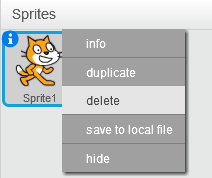 Sprites
i
Sprite1
info
duplicate
delete
save to local file
hide